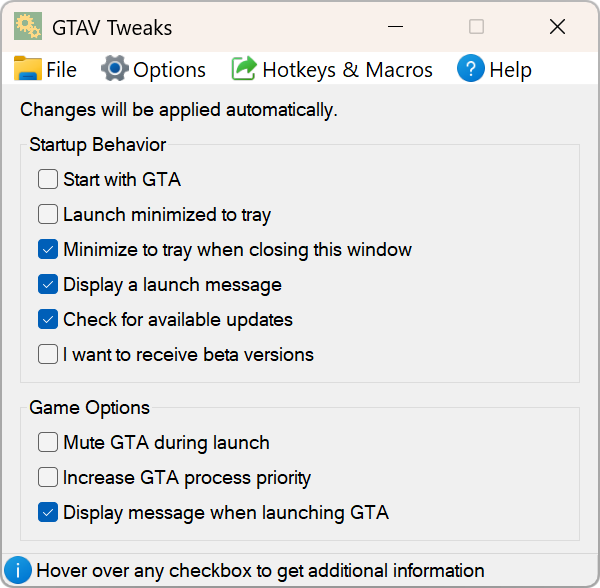 GTAV Tweaks
File Options Hotkeys & Macros Help
Changes will be applied automatically.
Startup Behavior
Start with GTA
Launch minimized to tray
Minimize to tray when closing this window
Display a launch message
Check for available updates
I want to receive beta versions
Game Options
Mute GTA during launch
Increase GTA process priority
Display message when launching GTA
Hover over any checkbox to get additional information